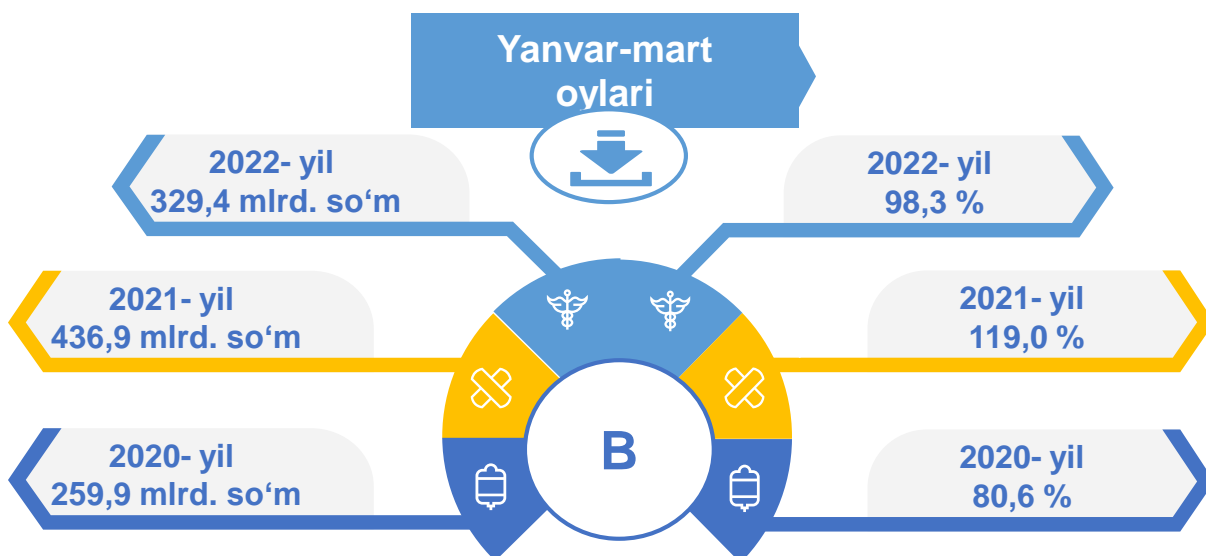 Yanvar-mart
oylari
2022- yil
329,4 mlrd. so‘m
2022- yil
98,3 %
2021- yil
436,9 mlrd. so‘m
2021- yil
119,0 %
B
2020- yil
259,9 mlrd. so‘m
2020- yil
80,6 %